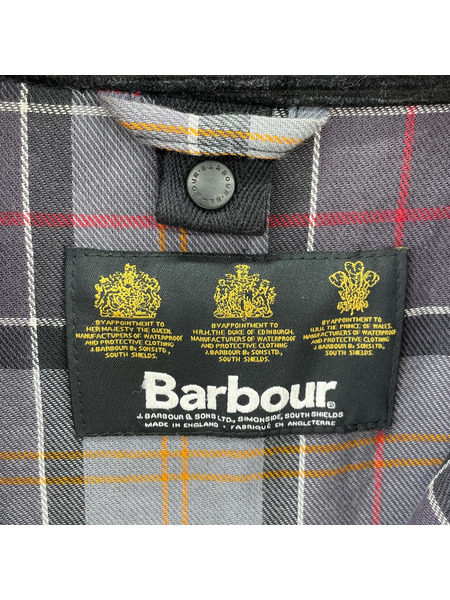 BARBOUR · BARBOUR · BARBOUR
BY APPOINTMENT TO
HER MAJESTY THE QUEEN
MANUFACTURERS OF WATERPROOF
AND PROTECTIVE CLOTHING
J. BARBOUR & SONS LTD,
SOUTH SHIELDS.
BY APPOINTMENT TO
H.R.H. THE DUKE OF EDINBURGH.
MANUFACTURERS OF WATERPROOF
AND PROTECTIVE CLOTHING
J. BARBOUR & SONS LTD,
SOUTH SHIELDS.
BY APPOINTMENT TO
H.R.H. THE PRINCE OF WALES.
MANUFACTURERS OF WATERPROOF
AND PROTECTIVE CLOTHING
J. BARBOUR & SONS LTD,
SOUTH SHIELDS.
Barbour®
J. BARBOUR & SONS LTD., SIMONSIDE, SOUTH SHIELDS
MADE IN ENGLAND · FABRIQUÉ EN ANGLETERRE